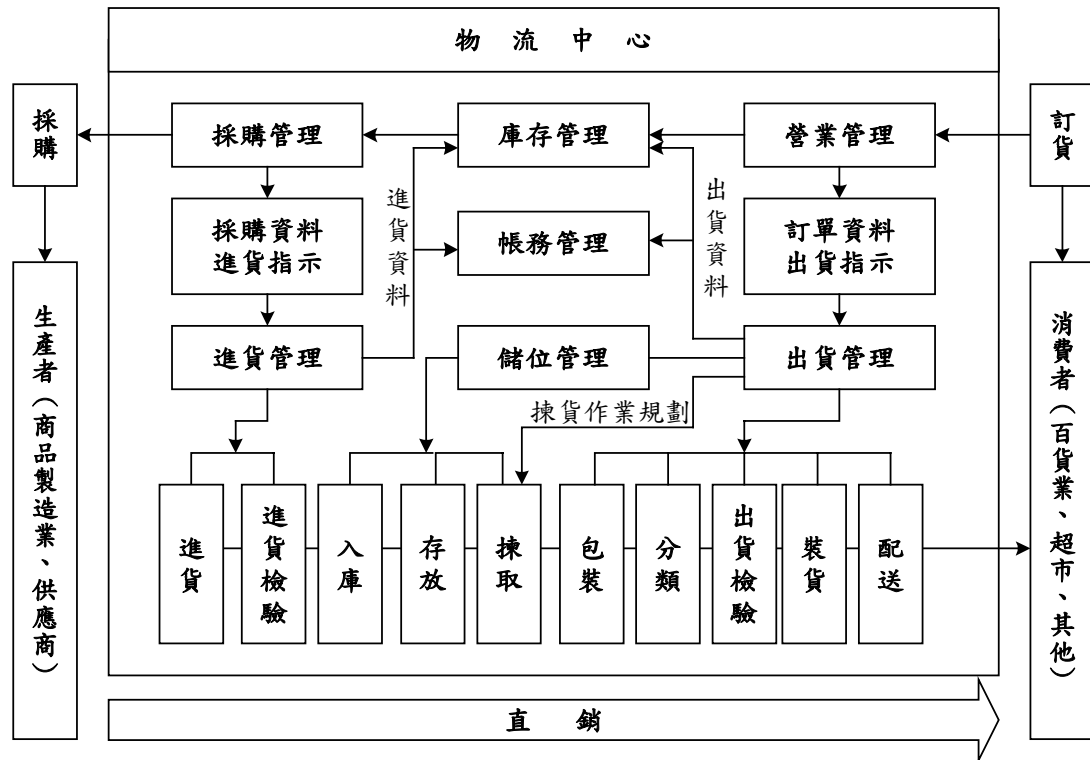 物流中心
採購
採購管理
庫存管理
營業管理
訂貨
進貨資料
出貨資料
採購資料
進貨指示
帳務管理
訂單資料
出貨指示
生產者（商品製造業、供應商）
進貨管理
儲位管理
出貨管理
消費者（百貨業、超市、其他）
揀貨作業規劃
進貨
進貨檢驗
入庫
存放
揀取
包裝
分類
出貨檢驗
裝貨
配送
直銷